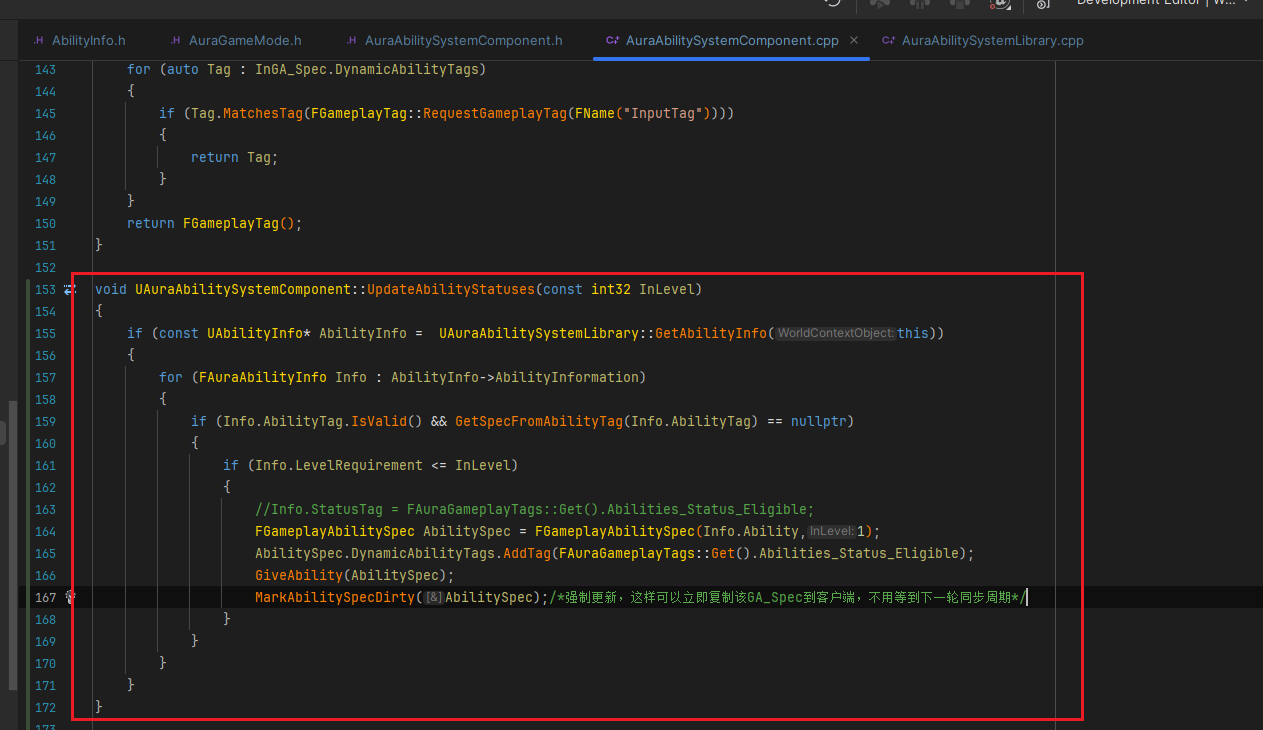 Development Editor | W...
AbilityInfo.h AuraGameMode.h AuraAbilitySystemComponent.h AuraAbilitySystemComponent.cpp AuraAbilitySystemLibrary.cpp
143 for (auto Tag : InGA_Spec.DynamicAbilityTags)
144 {
145 if (Tag.MatchesTag(FGameplayTag::RequestGameplayTag(FName("InputTag"))))
146 {
147 return Tag;
148 }
149 }
150 return FGameplayTag();
151 }
152
153 void UAuraAbilitySystemComponent::UpdateAbilityStatuses(const int32 InLevel)
154 {
155 if (const UAbilityInfo* AbilityInfo = UAuraAbilitySystemLibrary::GetAbilityInfo(WorldContextObject:this))
156 {
157 for (FAuraAbilityInfo Info : AbilityInfo->AbilityInformation)
158 {
159 if (Info.AbilityTag.IsValid() && GetSpecFromAbilityTag(Info.AbilityTag) == nullptr)
160 {
161 if (Info.LevelRequirement <= InLevel)
162 {
163 //Info.StatusTag = FAuraGameplayTags::Get().Abilities_Status_Eligible;
164 FGameplayAbilitySpec AbilitySpec = FGameplayAbilitySpec(Info.Ability,InLevel:1);
165 AbilitySpec.DynamicAbilityTags.AddTag(FAuraGameplayTags::Get().Abilities_Status_Eligible);
166 GiveAbility(AbilitySpec);
167 MarkAbilitySpecDirty([&]AbilitySpec);/*强制更新，这样可以立即复制该GA_Spec到客户端，不用等到下一轮同步周期*/
168 }
169 }
170 }
171 }
172 }
173